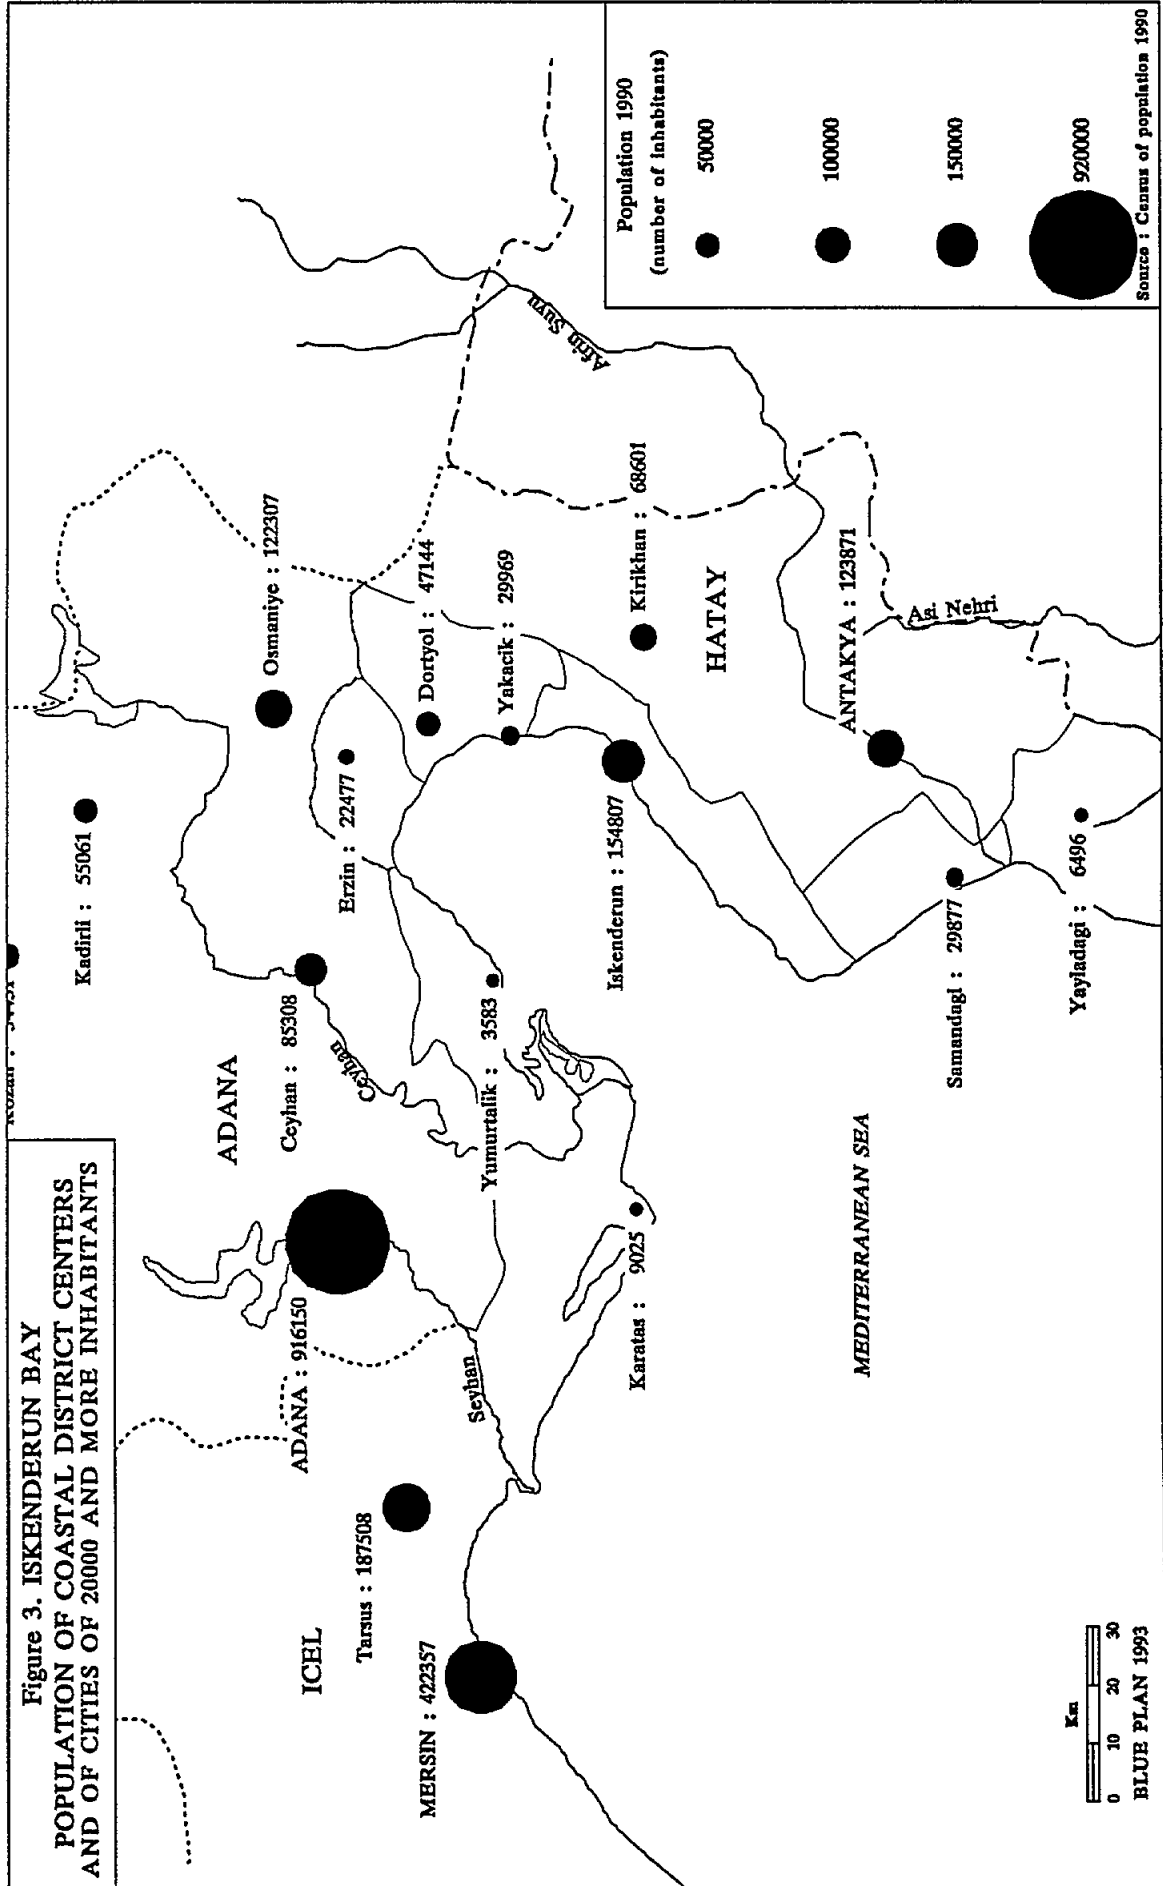 Figure 3. ISKENDERUN BAY
POPULATION OF COASTAL DISTRICT CENTERS
AND OF CITIES OF 20000 AND MORE INHABITANTS
Kadirli : 55061
Osmaniye : 122307
ADANA
Ceyhan : 85308
Ceyhan
Erzin : 22477
ADANA : 916150
ICEL
Tarsus : 187508
MERSIN : 422357
Seyhan
Dortyol : 47144
Yumurtalik : 3583
Yakacik : 29969
Afrin Suyu
Karatas : 9025
Iskenderun : 154807
Kirikhan : 68601
HATAY
ANTAKYA : 123871
MEDITERRANEAN SEA
Asi Nehri
Samandagi : 29877
Yayladagi : 6496
Population 1990
(number of inhabitants)
50000
100000
150000
920000
Source : Census of population 1990
Km
0 10 20 30
BLUE PLAN 1993